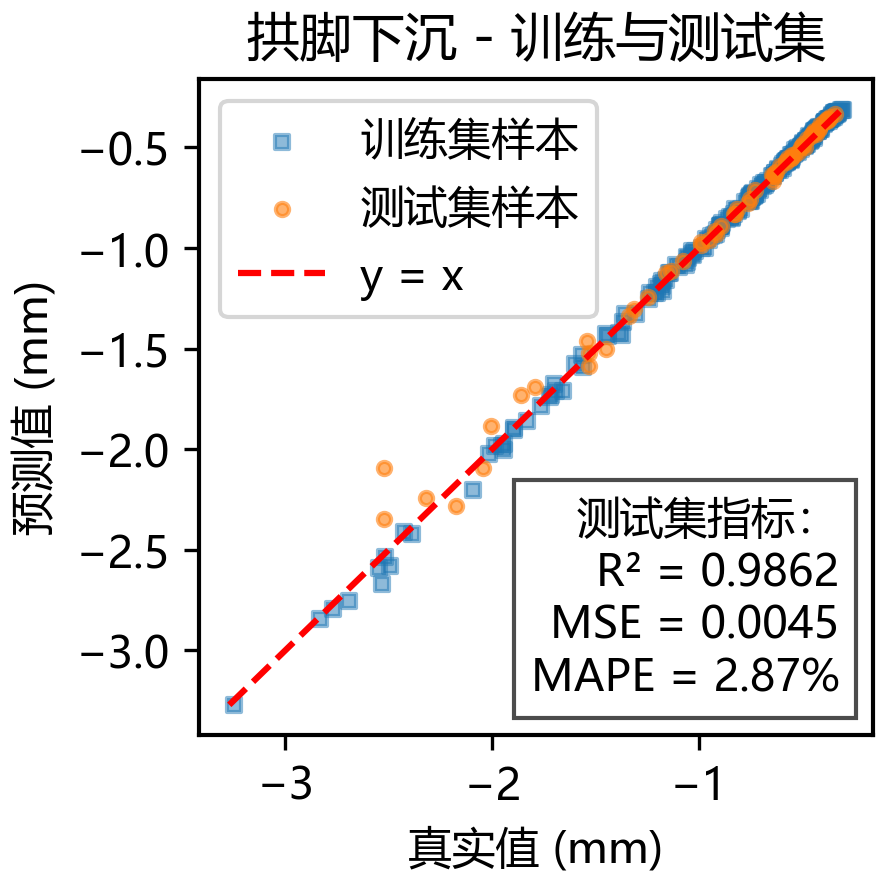 拱脚下沉 - 训练与测试集
训练集样本
测试集样本
y = x
预测值 (mm)
−0.5
−1.0
−1.5
−2.0
−2.5
−3.0
测试集指标：
R² = 0.9862
MSE = 0.0045
MAPE = 2.87%
−3
−2
−1
真实值 (mm)